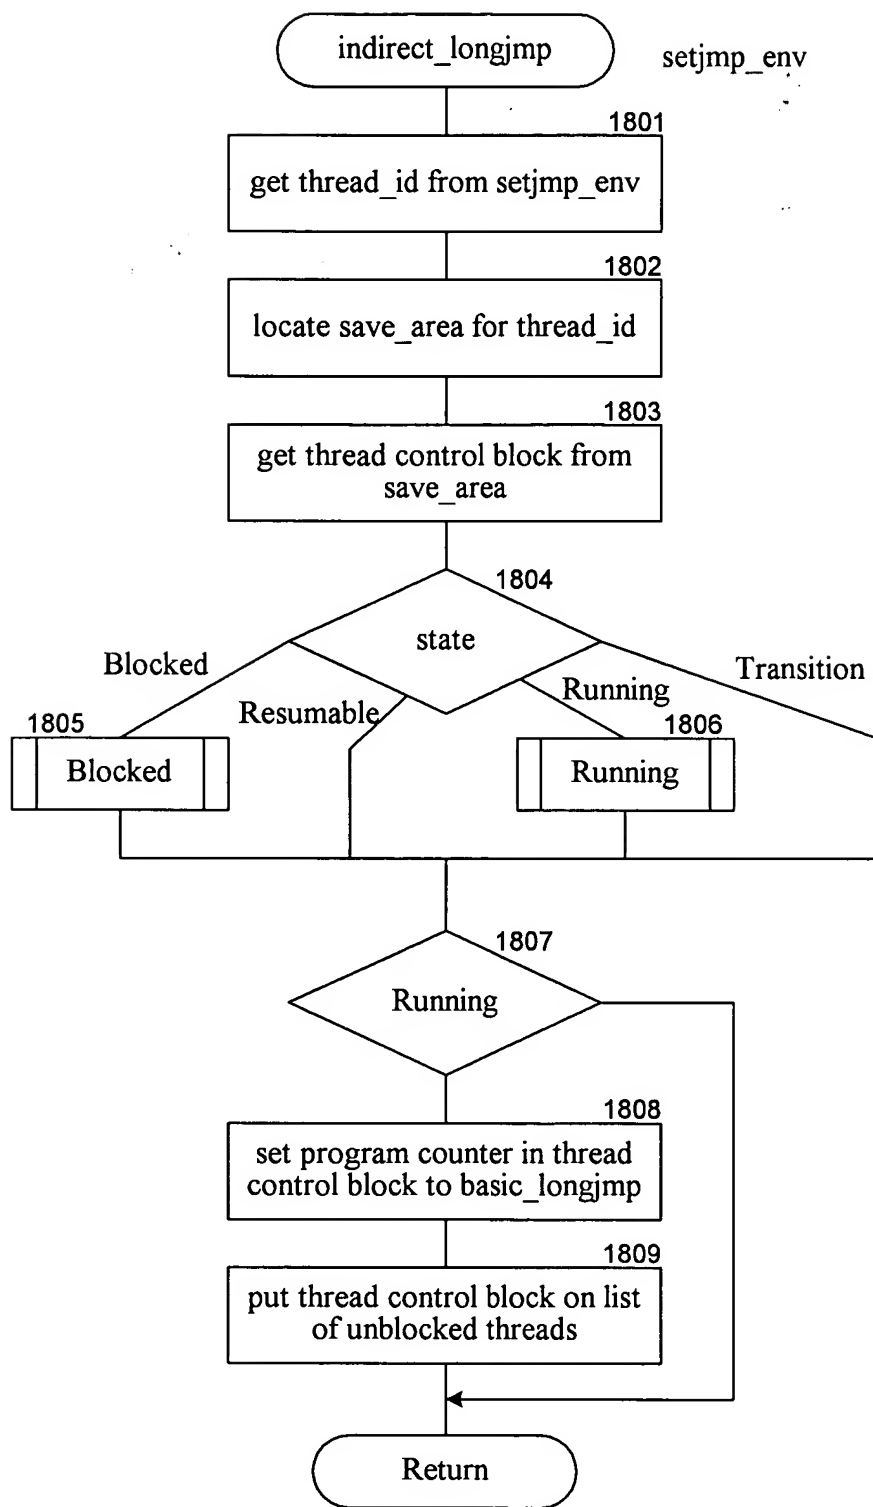 indirect_longjmp
setjmp_env
1801
get thread_id from setjmp_env
1802
locate save_area for thread_id
1803
get thread control block from
save_area
1804
state
Blocked
Resumable
Running
Transition
1805
Blocked
1806
Running
1807
Running
1808
set program counter in thread
control block to basic_longjmp
1809
put thread control block on list
of unblocked threads
Return